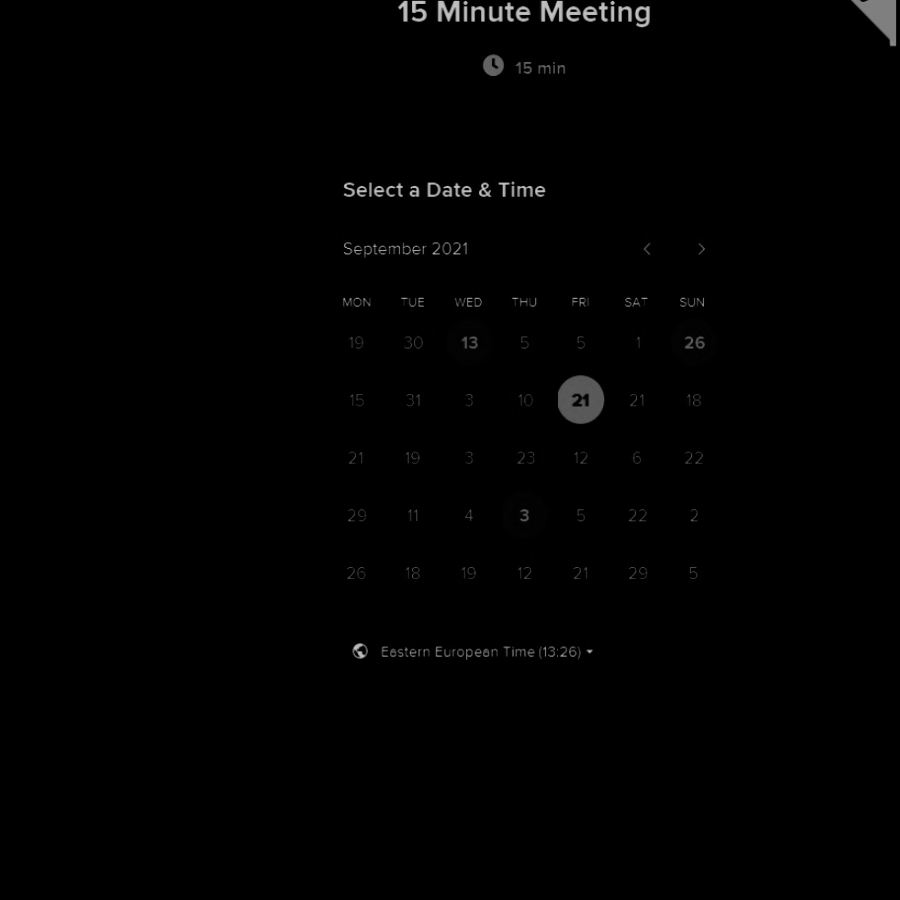 15 Minute Meeting
15 min
Select a Date & Time
September 2021
MON TUE WED THU FRI SAT SUN
19 30 13 5 5 1 26
15 31 3 10 21 21 18
21 19 3 23 12 6 22
29 11 4 3 5 22 2
26 18 19 12 21 29 5
Eastern European Time (13:26)